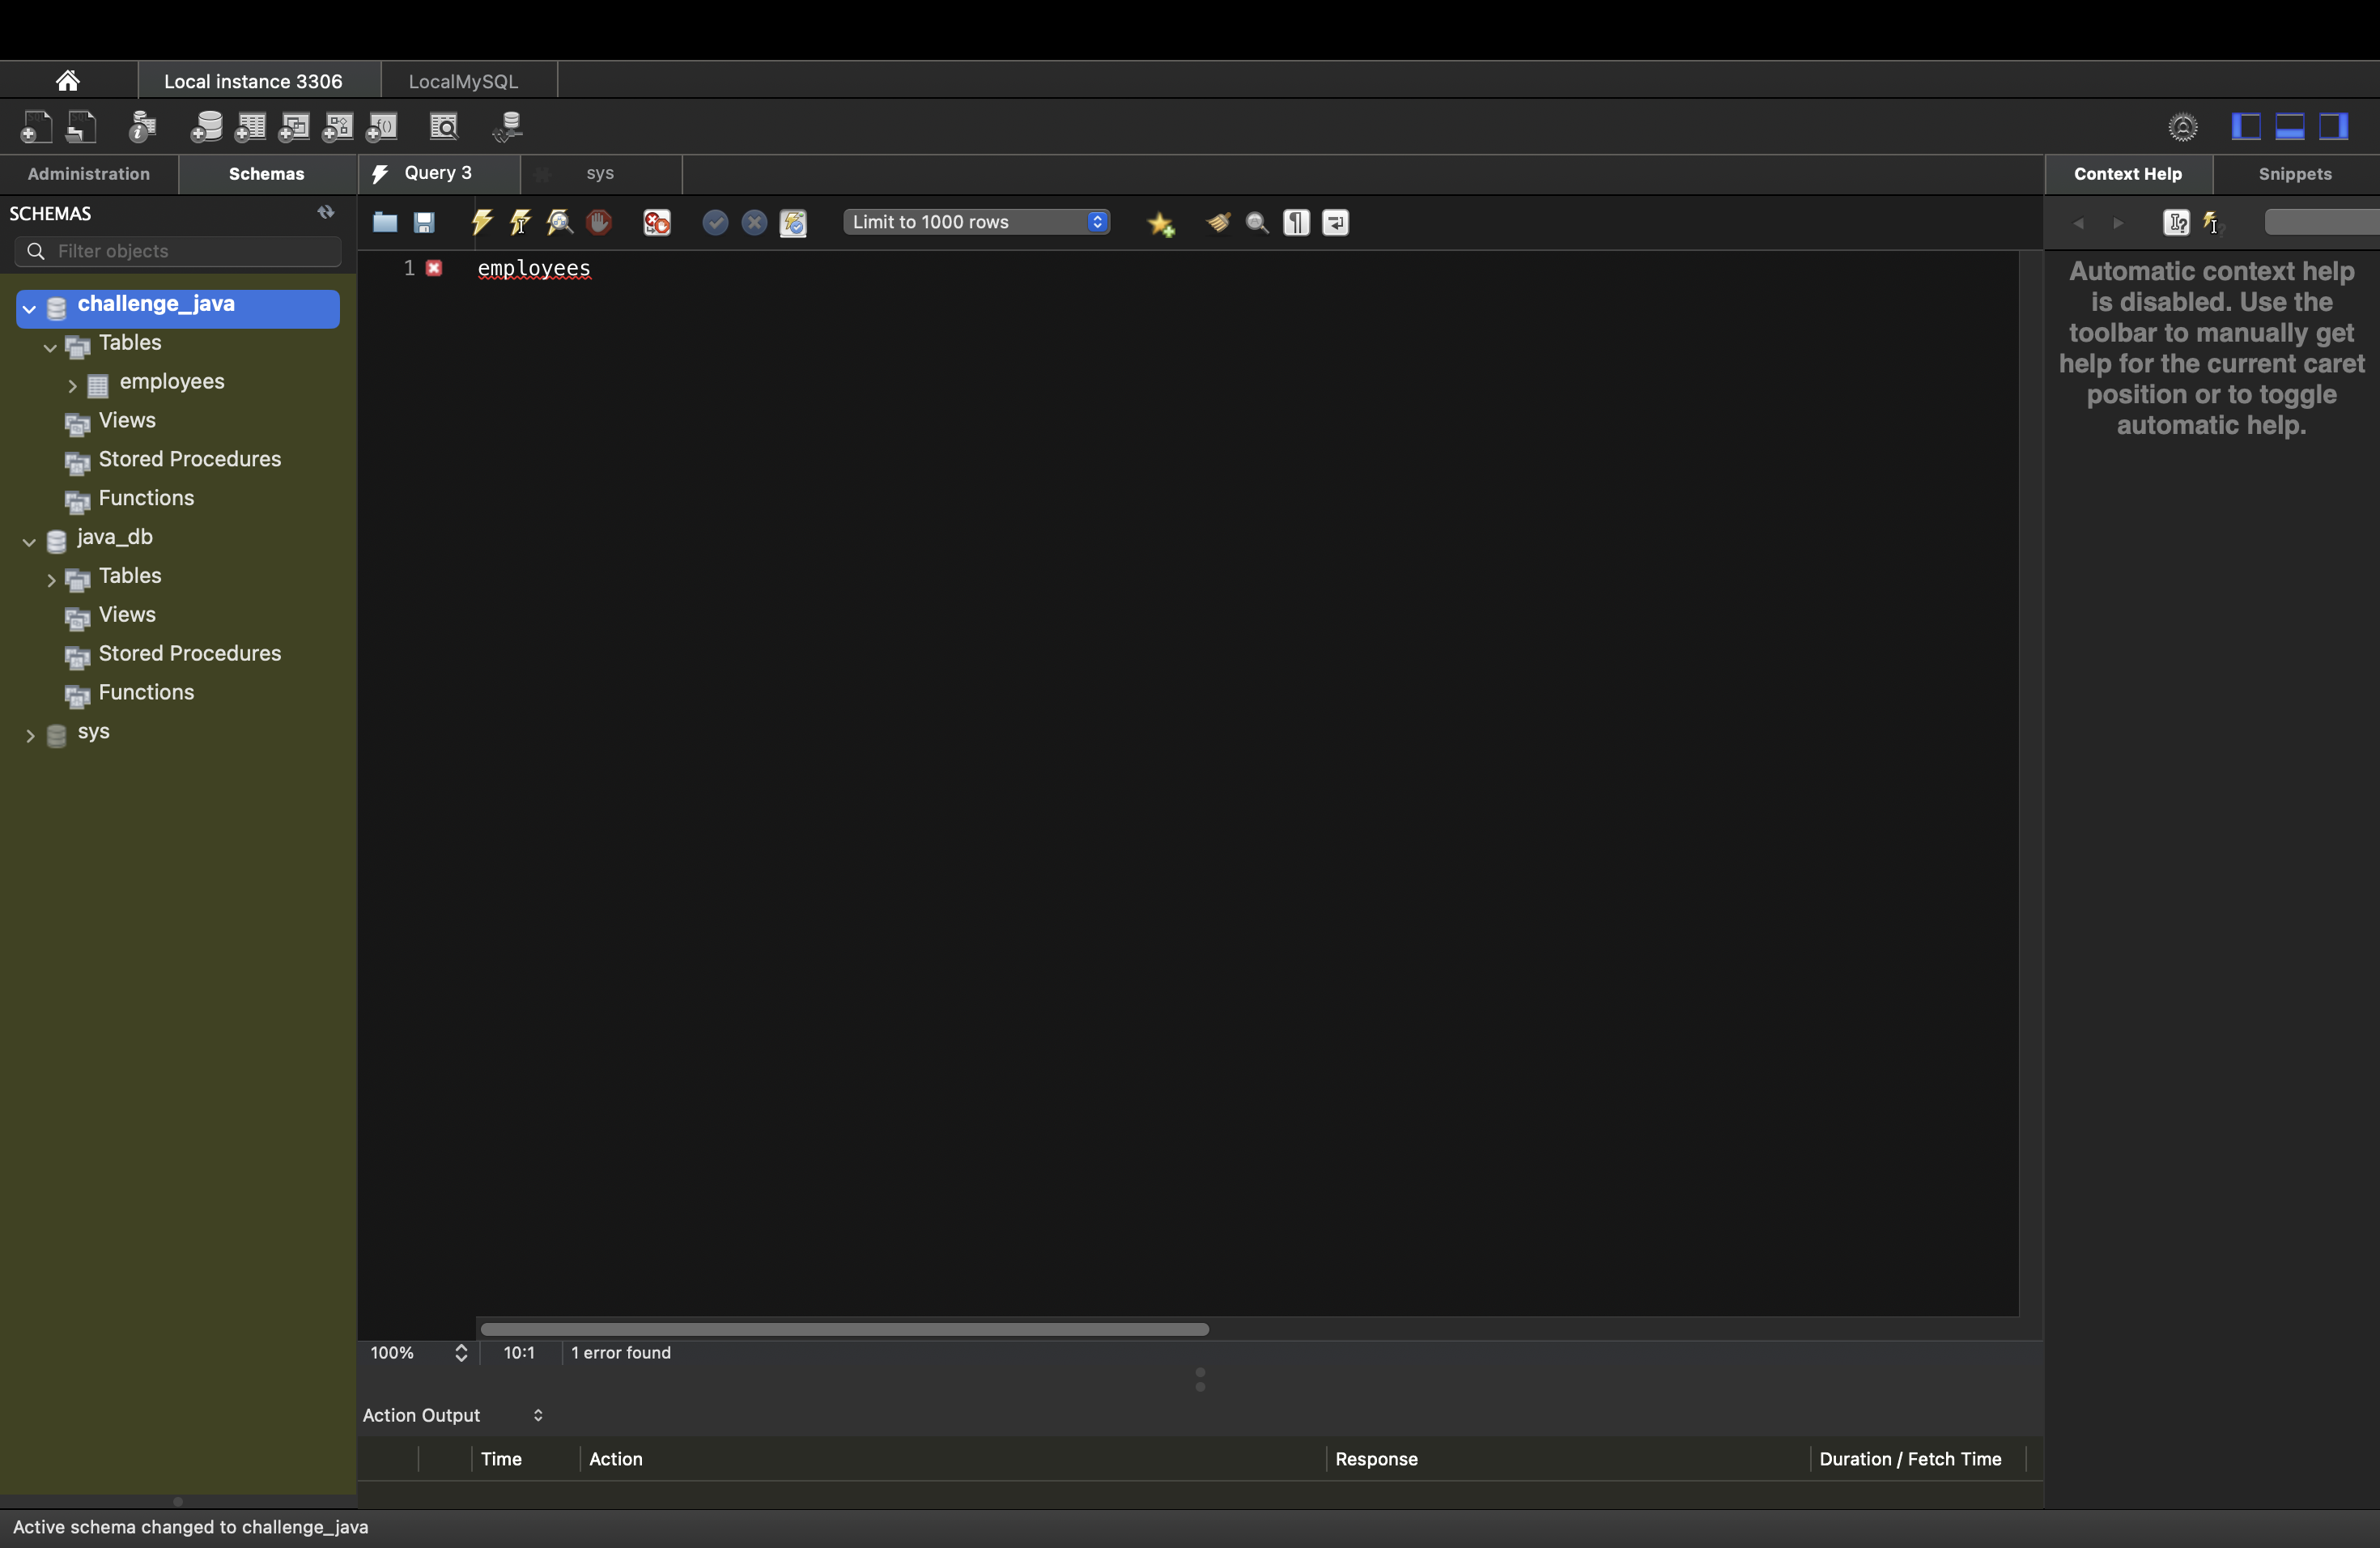 Local instance 3306
LocalMySQL
Administration
Schemas
Query 3
sys
Context Help
Snippets
SCHEMAS
Filter objects
Limit to 1000 rows
1 employees
challenge_java
Tables
employees
Views
Stored Procedures
Functions
java_db
Tables
Views
Stored Procedures
Functions
sys
Automatic context help
is disabled. Use the
toolbar to manually get
help for the current caret
position or to toggle
automatic help.
100%
10:1
1 error found
Action Output
Time
Action
Response
Duration / Fetch Time
Active schema changed to challenge_java